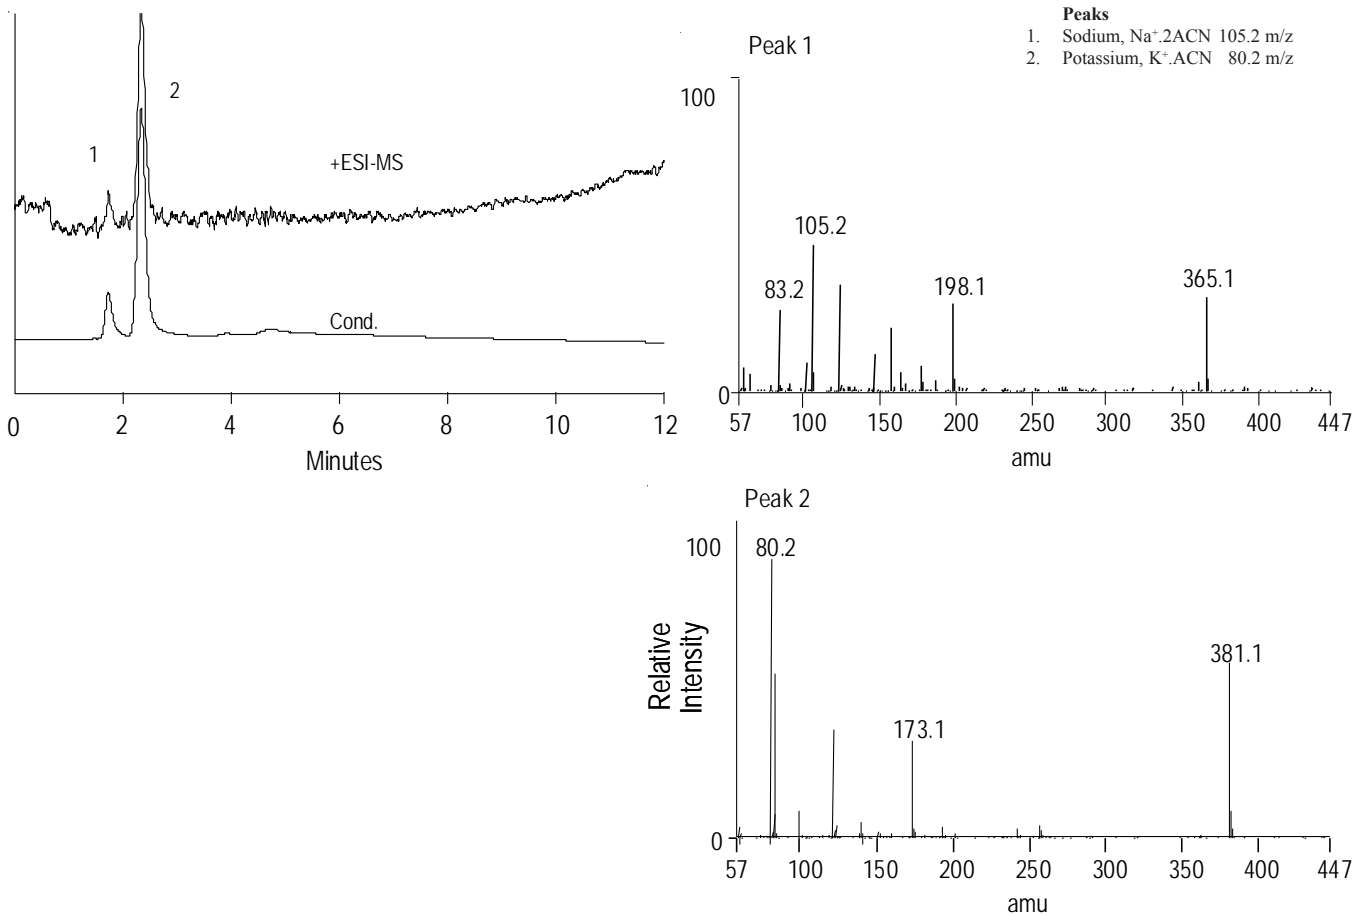 1
2
+ESI-MS
Cond.
0 2 4 6 8 10 12
Minutes
Peaks
1. Sodium, Na⁺.2ACN 105.2 m/z
2. Potassium, K⁺.ACN 80.2 m/z
Peak 1
100
105.2
83.2
198.1
365.1
0
57 100 150 200 250 300 350 400 447
amu
Peak 2
100
80.2
381.1
173.1
Relative
Intensity
0
57 100 150 200 250 300 350 400 447
amu